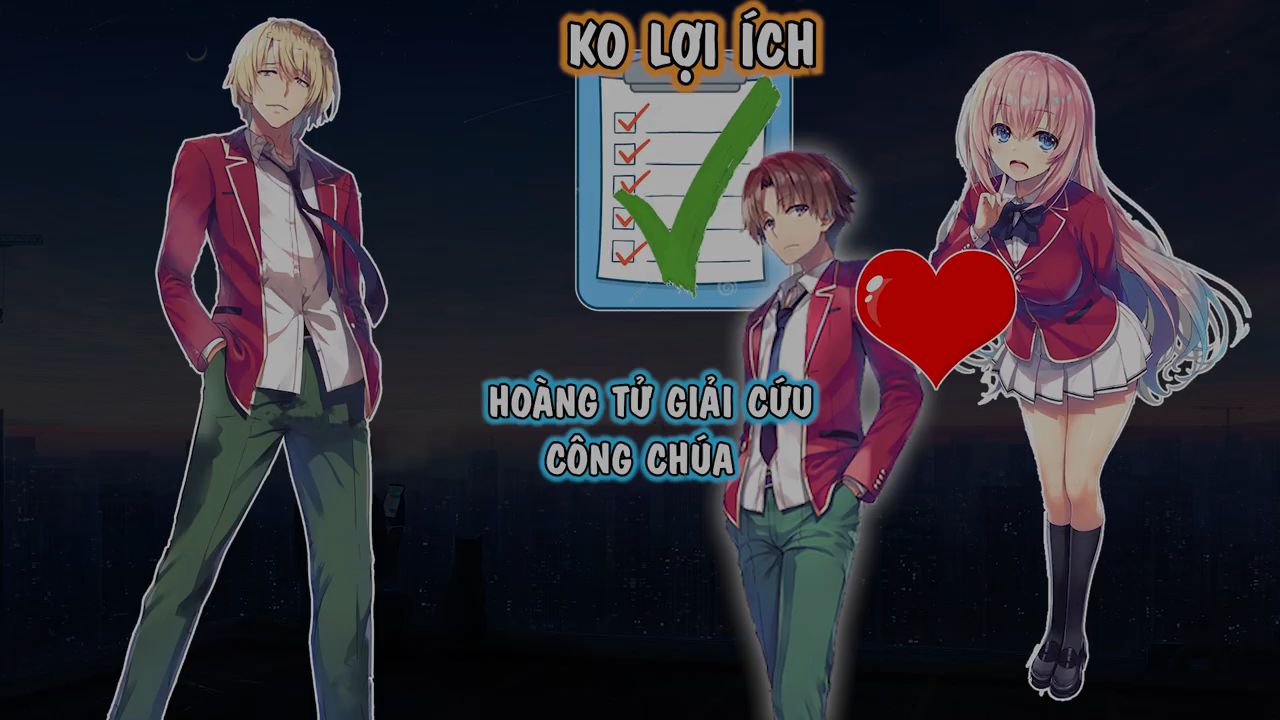 KO LỢI ÍCH
HOÀNG TỬ GIẢI CỨU
CÔNG CHÚA